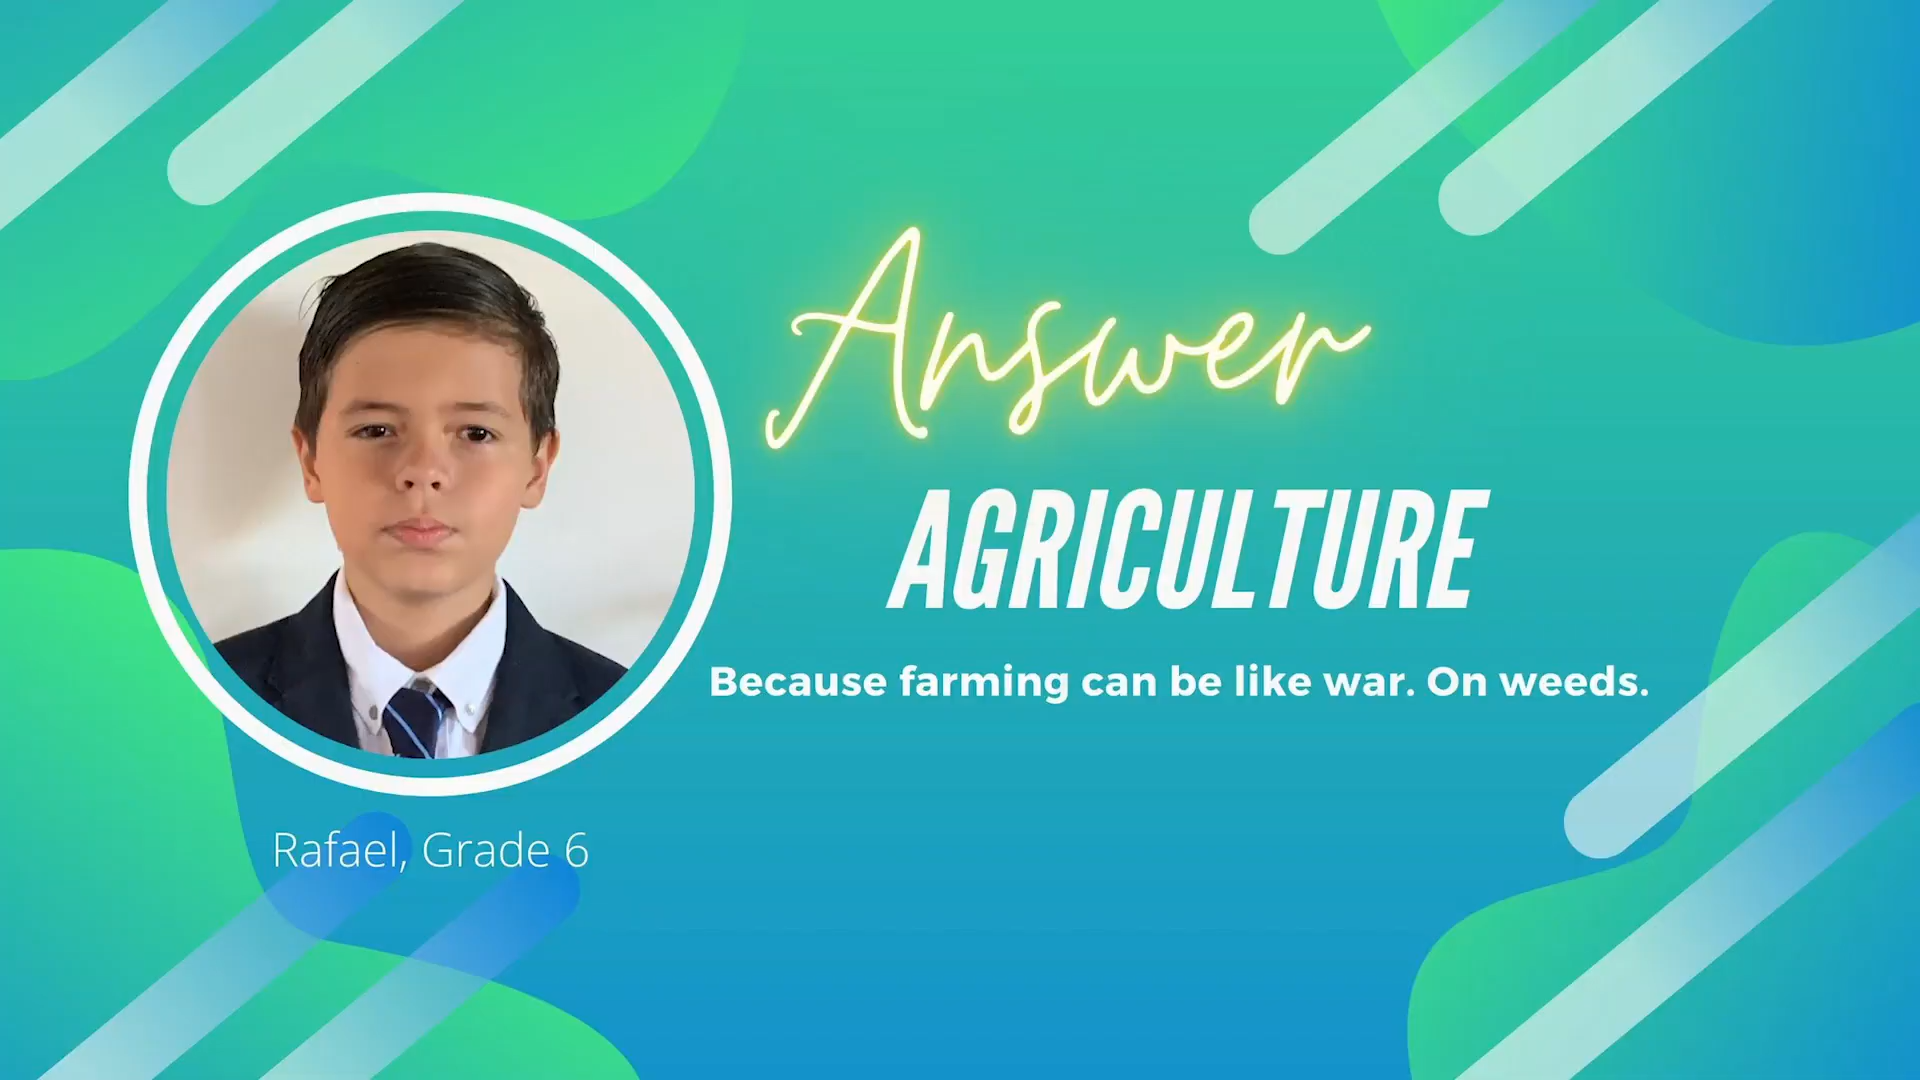 Answer
AGRICULTURE
Because farming can be like war. On weeds.
Rafael, Grade 6